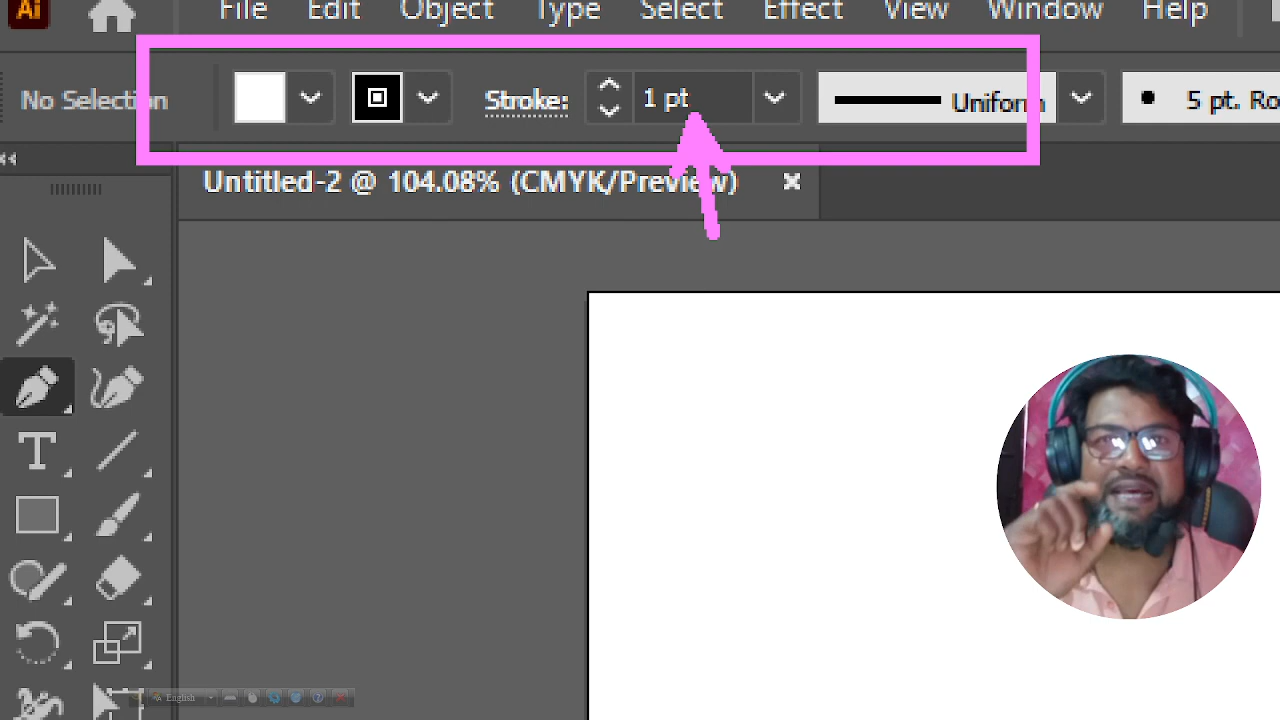 Ai File Edit Object Type Select Effect View Window Help
No Selection Stroke: 1 pt Uniform 5 pt. Ro
Untitled-2 @ 104.08% (CMYK/Preview) ×
T
English